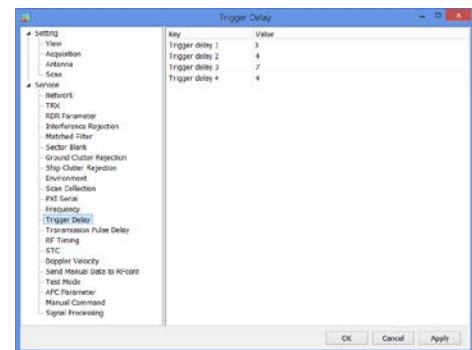 Trigger Delay
Setting
View
Acquisition
Antenna
Scan
Service
Network
TRX
RDR Parameter
Interference Rejection
Matched Filter
Sector Blank
Ground Clutter Rejection
Ship Clutter Rejection
Environment
Scan Collection
PXI Serial
Frequency
Trigger Delay
Transmission Pulse Delay
RF Timing
STC
Doppler Velocity
Send Manual Data to RFcont
Test Mode
AFC Parameter
Manual Command
Signal Processing
Key Value
Trigger delay 1 3
Trigger delay 2 4
Trigger delay 3 7
Trigger delay 4 4
OK Cancel Apply